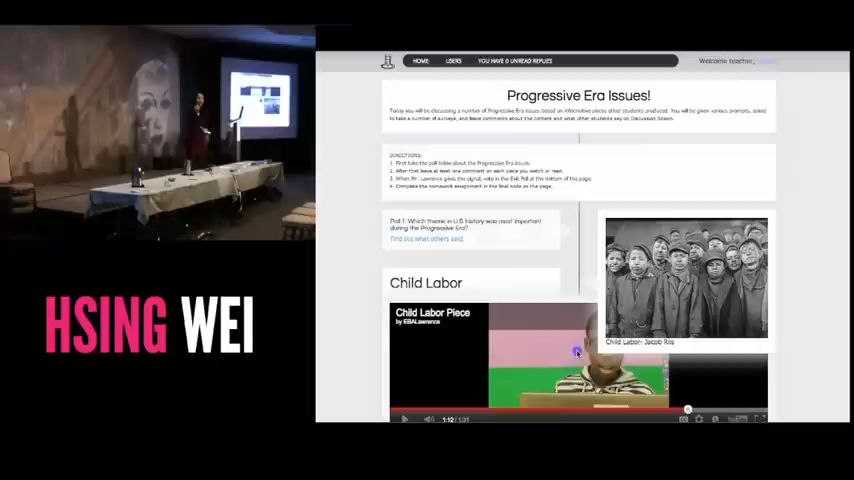 HOME USERS YOU HAVE 0 UNREAD REPLIES
Welcome teacher,
Progressive Era Issues!
Today you will be discussing a number of Progressive Era issues based on informative pieces other students produced. You will be given various prompts, asked
to take a number of surveys, and leave comments about the content and what other students say on Discussion Season.
DIRECTIONS:
1. First take the poll below about the Progressive Era issues.
2. After that leave at least one comment on each piece you watch or read.
3. When Mr. Lawrence gives the signal, vote in the Exit Poll at the bottom of the page.
4. Complete the homework assignment in the final slide on the page.
Poll 1: Which theme in U.S history was most important
during the Progressive Era?
Find out what others said.
Child Labor
Child Labor Piece
by EBALawrence
Child Labor- Jacob Riis
1:12 / 1:31
YouTube
HSING WEI